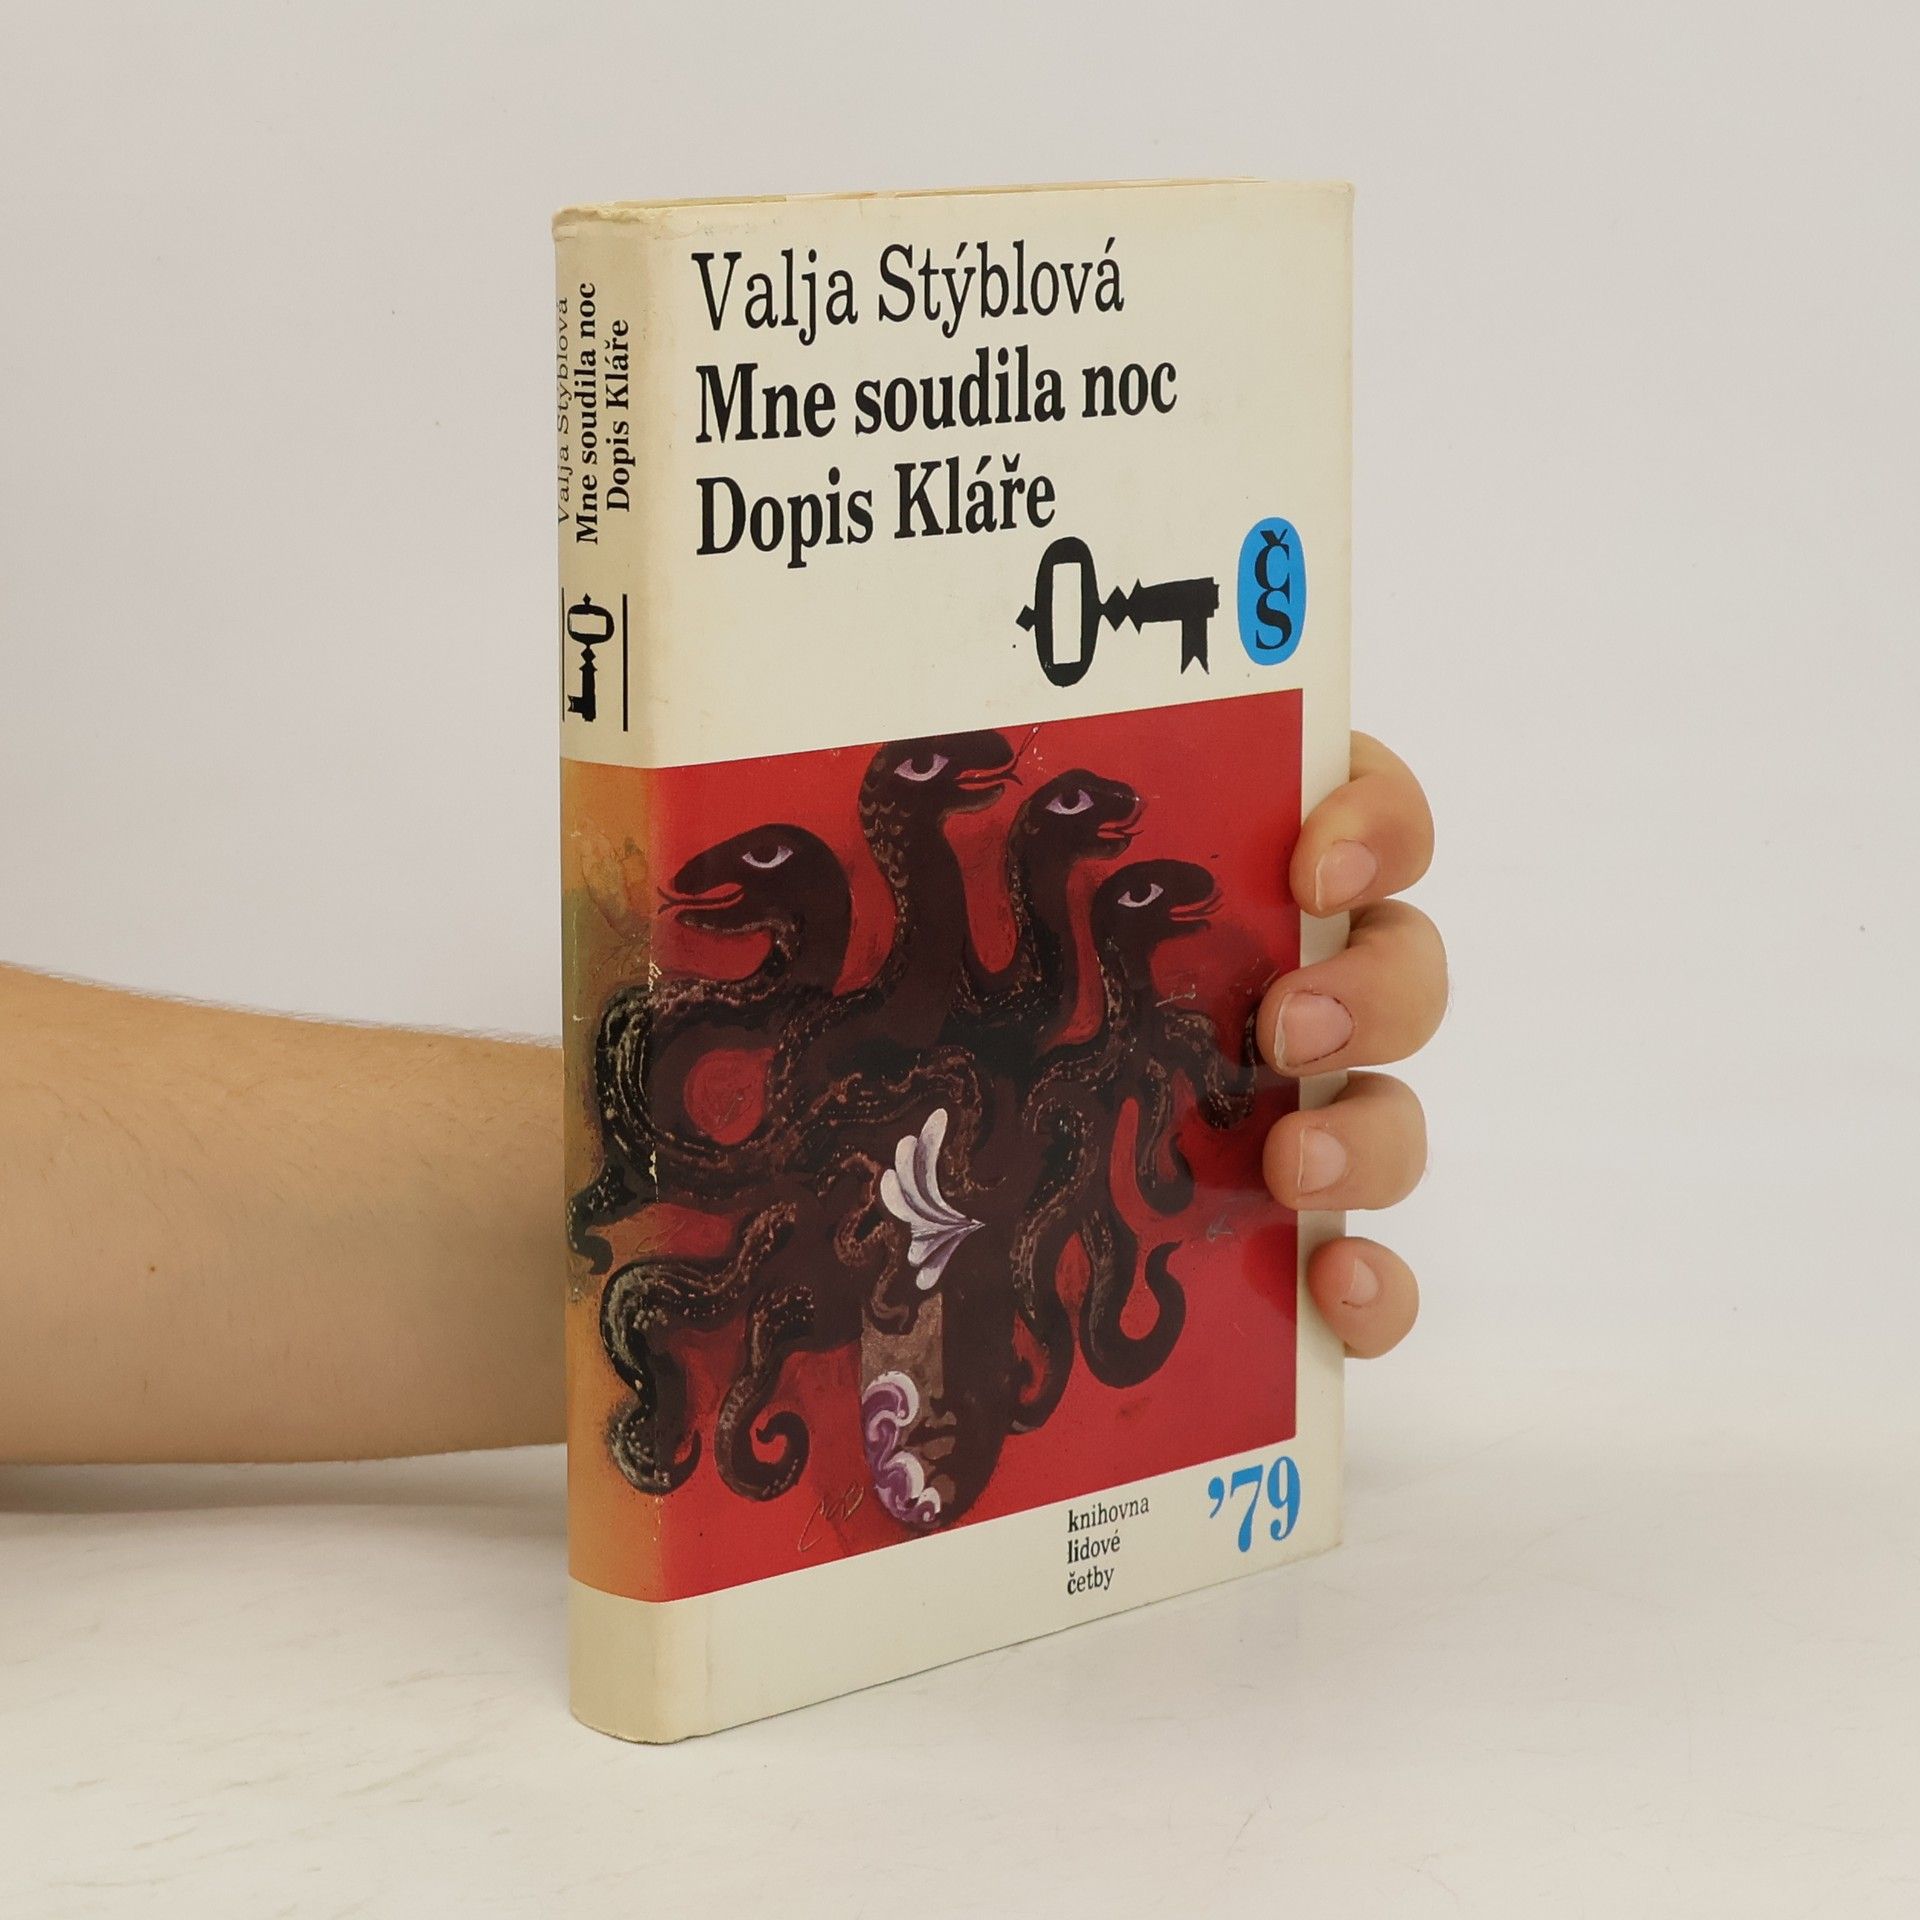 Valja Stýblová
Mne soudila noc
Dopis Kláře
Valja Stýblová
Mne soudila noc
Dopis Kláře
ČS
knihovna
lidové
četby
’79